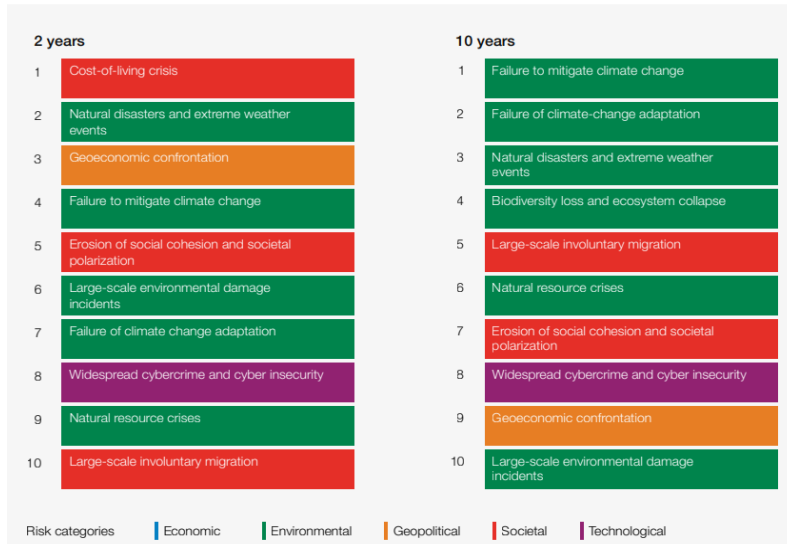 2 years
1 Cost-of-living crisis
2 Natural disasters and extreme weather
events
3 Geoeconomic confrontation
4 Failure to mitigate climate change
5 Erosion of social cohesion and societal
polarization
6 Large-scale environmental damage
incidents
7 Failure of climate change adaptation
8 Widespread cybercrime and cyber insecurity
9 Natural resource crises
10 Large-scale involuntary migration
10 years
1 Failure to mitigate climate change
2 Failure of climate-change adaptation
3 Natural disasters and extreme weather
events
4 Biodiversity loss and ecosystem collapse
5 Large-scale involuntary migration
6 Natural resource crises
7 Erosion of social cohesion and societal
polarization
8 Widespread cybercrime and cyber insecurity
9 Geoeconomic confrontation
10 Large-scale environmental damage
incidents
Risk categories Economic Environmental Geopolitical Societal Technological